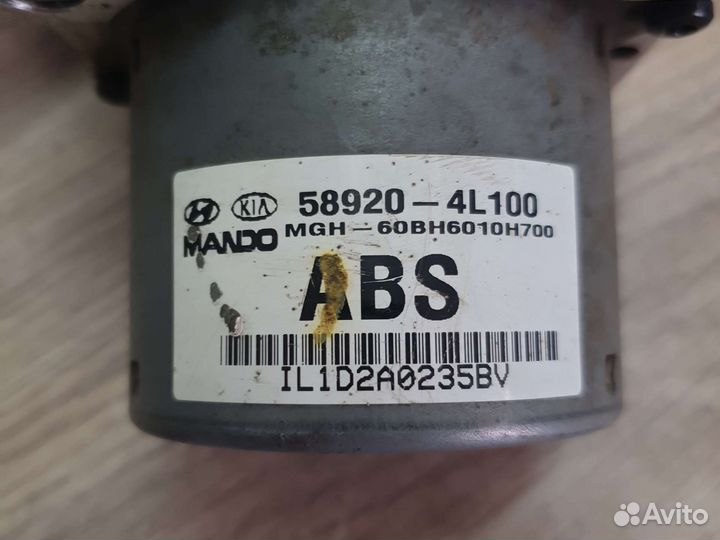 KIA 58920-4L100
MANDO MGH-60BH6010H700
ABS
IL1D2A0235BV
Avito